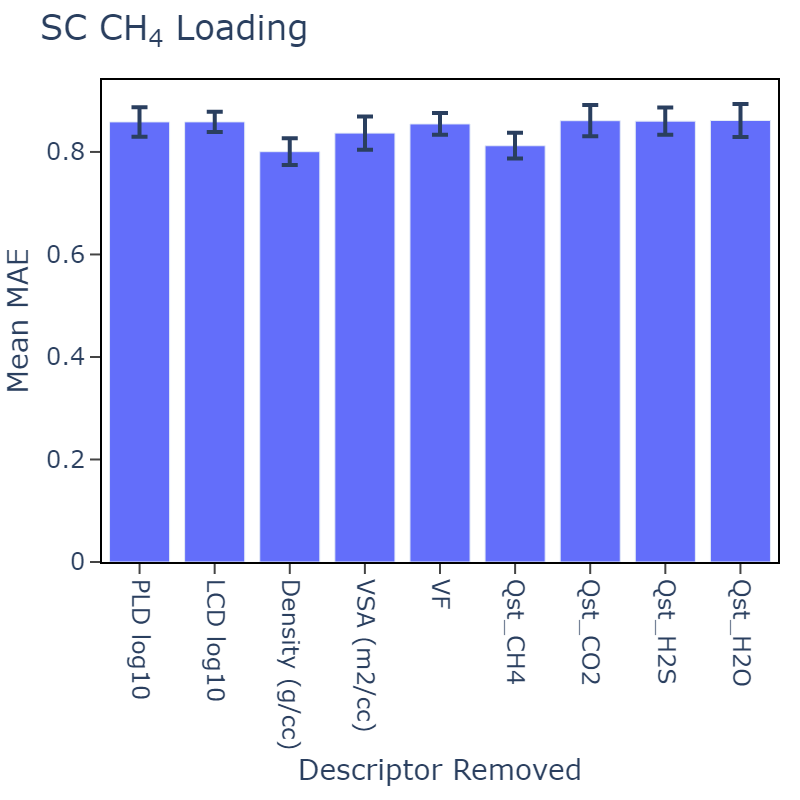 SC CH₄ Loading
Mean MAE
0.8
0.6
0.4
0.2
0
PLD log10
LCD log10
Density (g/cc)
VSA (m2/cc)
VF
Qst_CH4
Qst_CO2
Qst_H2S
Qst_H2O
Descriptor Removed